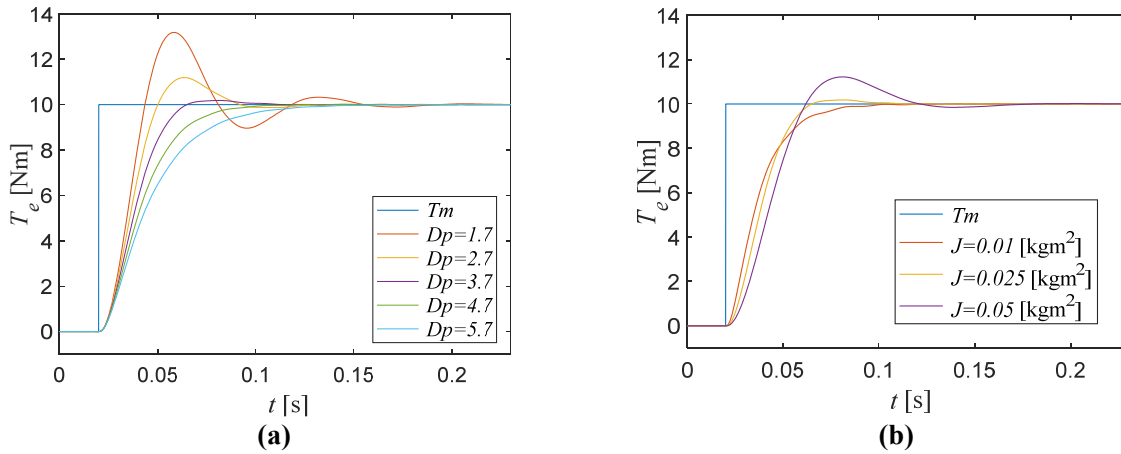 14
12
10
8
6
4
2
0
T_e [Nm]
Tm
Dp=1.7
Dp=2.7
Dp=3.7
Dp=4.7
Dp=5.7
0
0.05
0.1
0.15
0.2
t [s]
(a)
14
12
10
8
6
4
2
0
T_e [Nm]
Tm
J=0.01 [kgm²]
J=0.025 [kgm²]
J=0.05 [kgm²]
0
0.05
0.1
0.15
0.2
t [s]
(b)